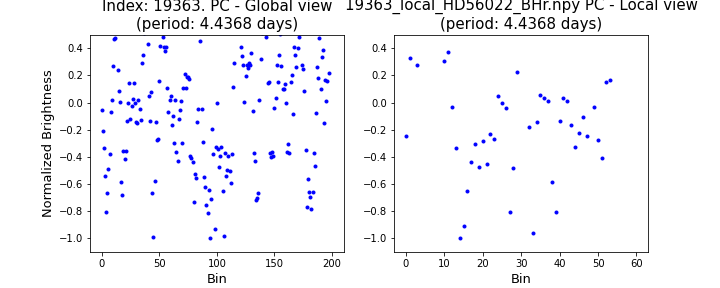 Index: 19363. PC - Global view
(period: 4.4368 days)
19363_local_HD56022_BHr.npy PC - Local view
(period: 4.4368 days)
Normalized Brightness
0.4
0.2
0.0
−0.2
−0.4
−0.6
−0.8
−1.0
0 50 100 150 200
Bin
0.4
0.2
0.0
−0.2
−0.4
−0.6
−0.8
−1.0
0 10 20 30 40 50 60
Bin